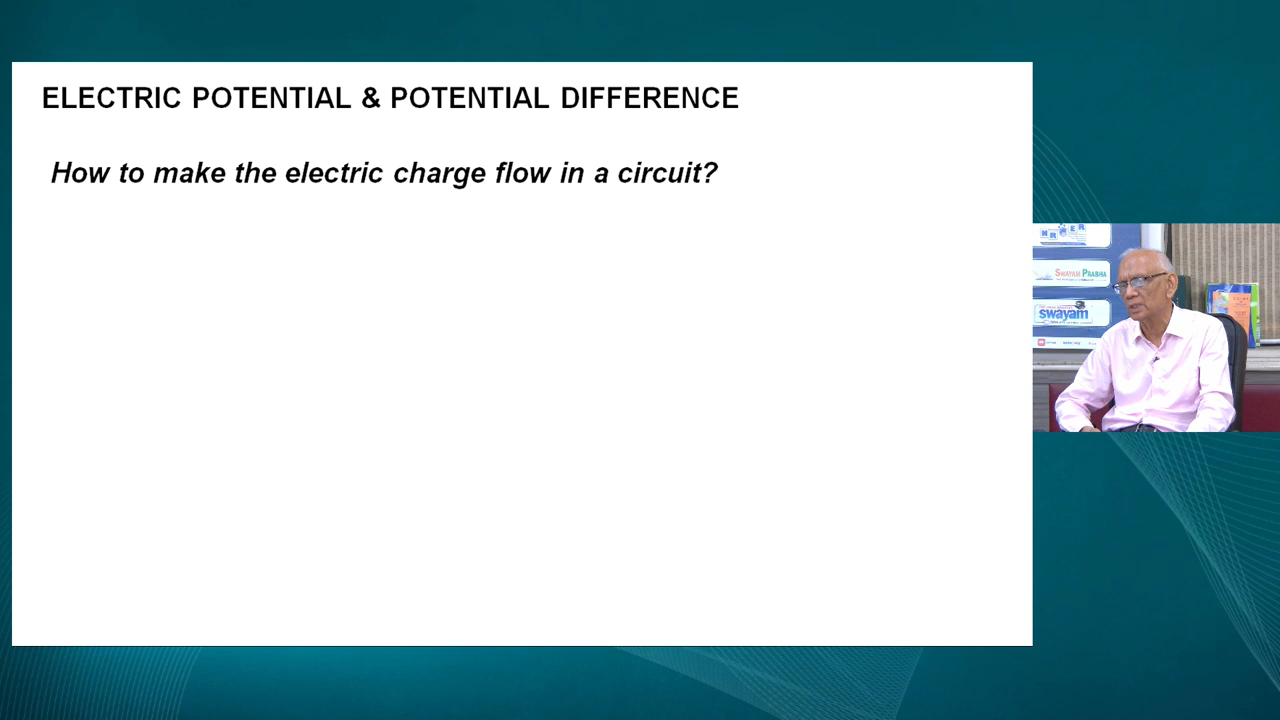 ELECTRIC POTENTIAL & POTENTIAL DIFFERENCE
How to make the electric charge flow in a circuit?
SWAYAM PRABHA
swayam